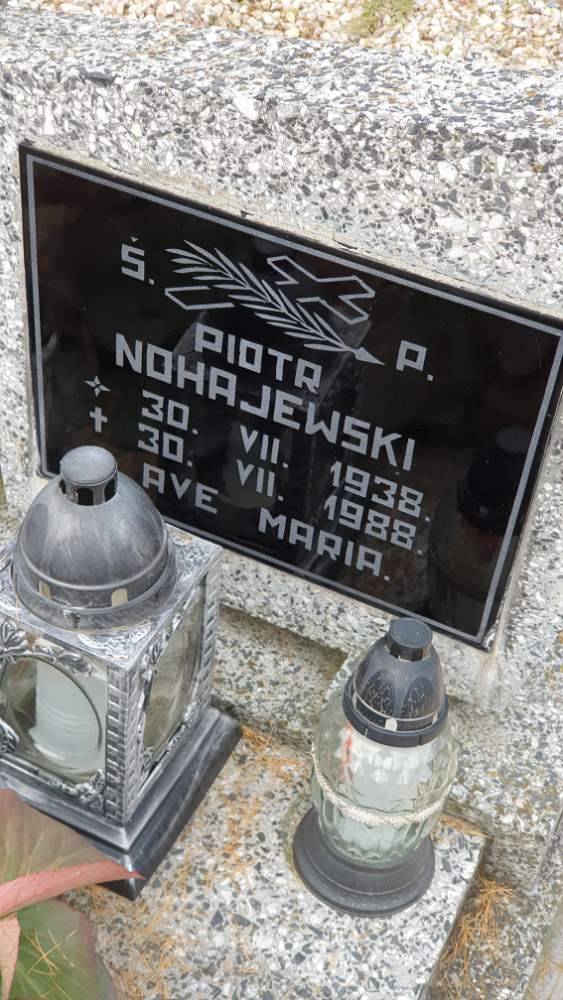 Ś. P.
PIOTR
NOHAJEWSKI
30. VII. 1938.
30. VII. 1988.
AVE MARIA.